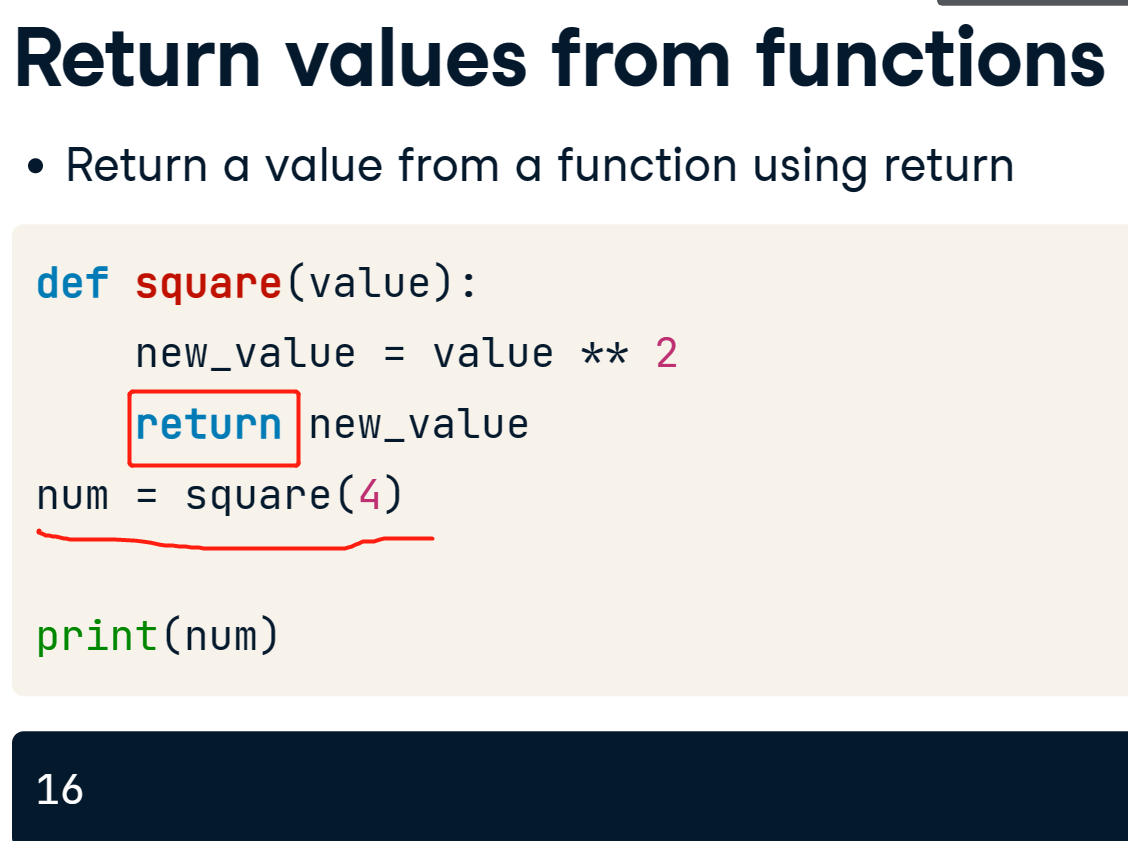 Return values from functions
• Return a value from a function using return
def square(value):
    new_value = value ** 2
    return new_value
num = square(4)
print(num)
16